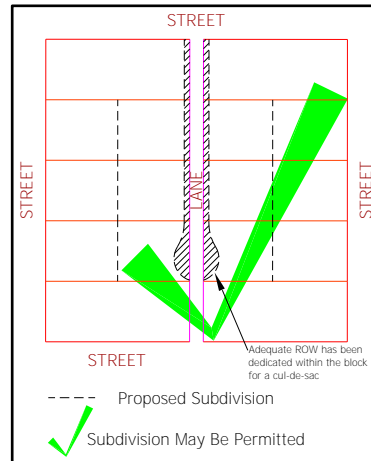 STREET
STREET
LANE
STREET
STREET
Adequate ROW has been
dedicated within the block
for a cul-de-sac
Proposed Subdivision
Subdivision May Be Permitted